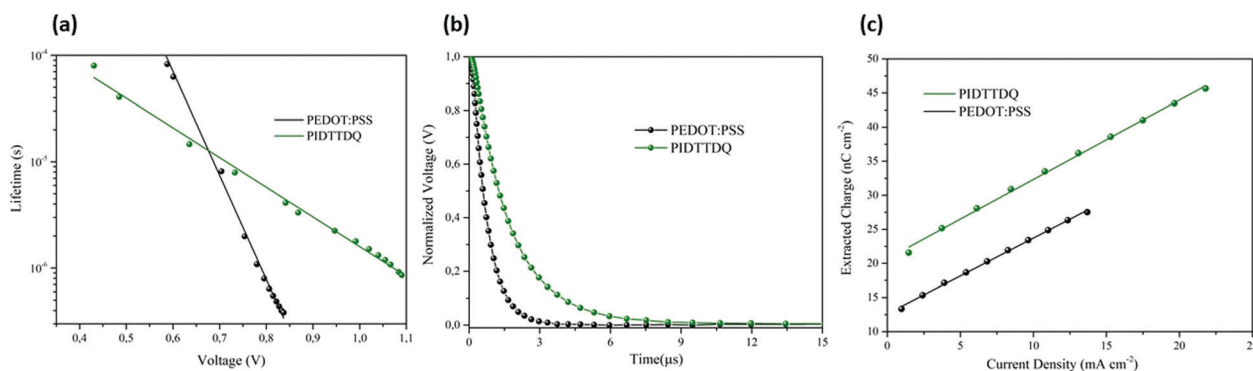 (a)
10⁻⁴
10⁻⁵
10⁻⁶
Lifetime (s)
PEDOT:PSS
PIDTTDQ
0,4 0,5 0,6 0,7 0,8 0,9 1,0 1,1
Voltage (V)
(b)
1,0
0,8
0,6
0,4
0,2
0,0
Normalized Voltage (V)
PEDOT:PSS
PIDTTDQ
0 3 6 9 12 15
Time(μs)
(c)
50
45
40
35
30
25
20
15
10
Extracted Charge (nC cm⁻²)
PIDTTDQ
PEDOT:PSS
0 5 10 15 20 25
Current Density (mA cm⁻²)